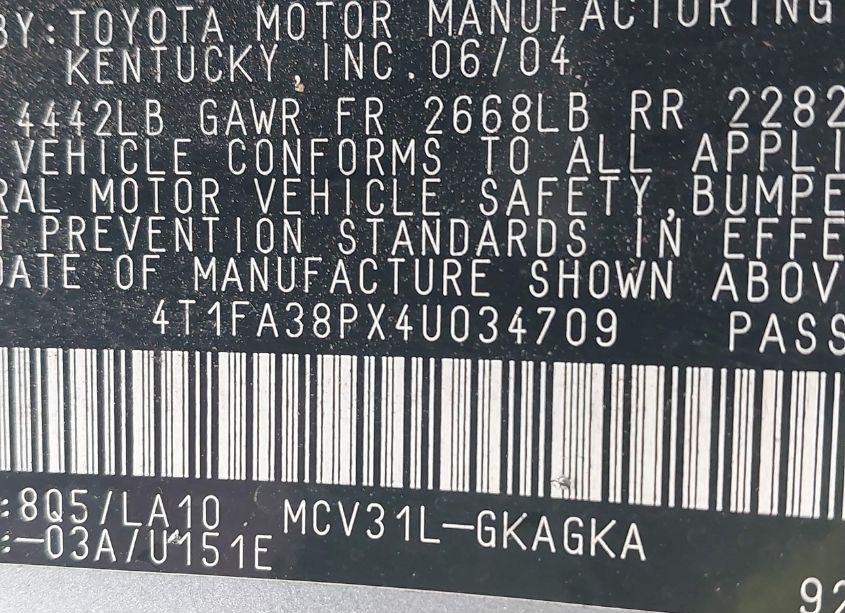 BY:TOYOTA MOTOR MANUFACTURING
KENTUCKY, INC. 06/04
4442LB GAWR FR 2668LB RR 2282
VEHICLE CONFORMS TO ALL APPLI
RAL MOTOR VEHICLE SAFETY,BUMPE
T PREVENTION STANDARDS IN EFFE
DATE OF MANUFACTURE SHOWN ABOV
4T1FA38PX4U034709 PASS
:8Q5/LA10 MCV31L-GKAGKA
:-03A/U151E
92